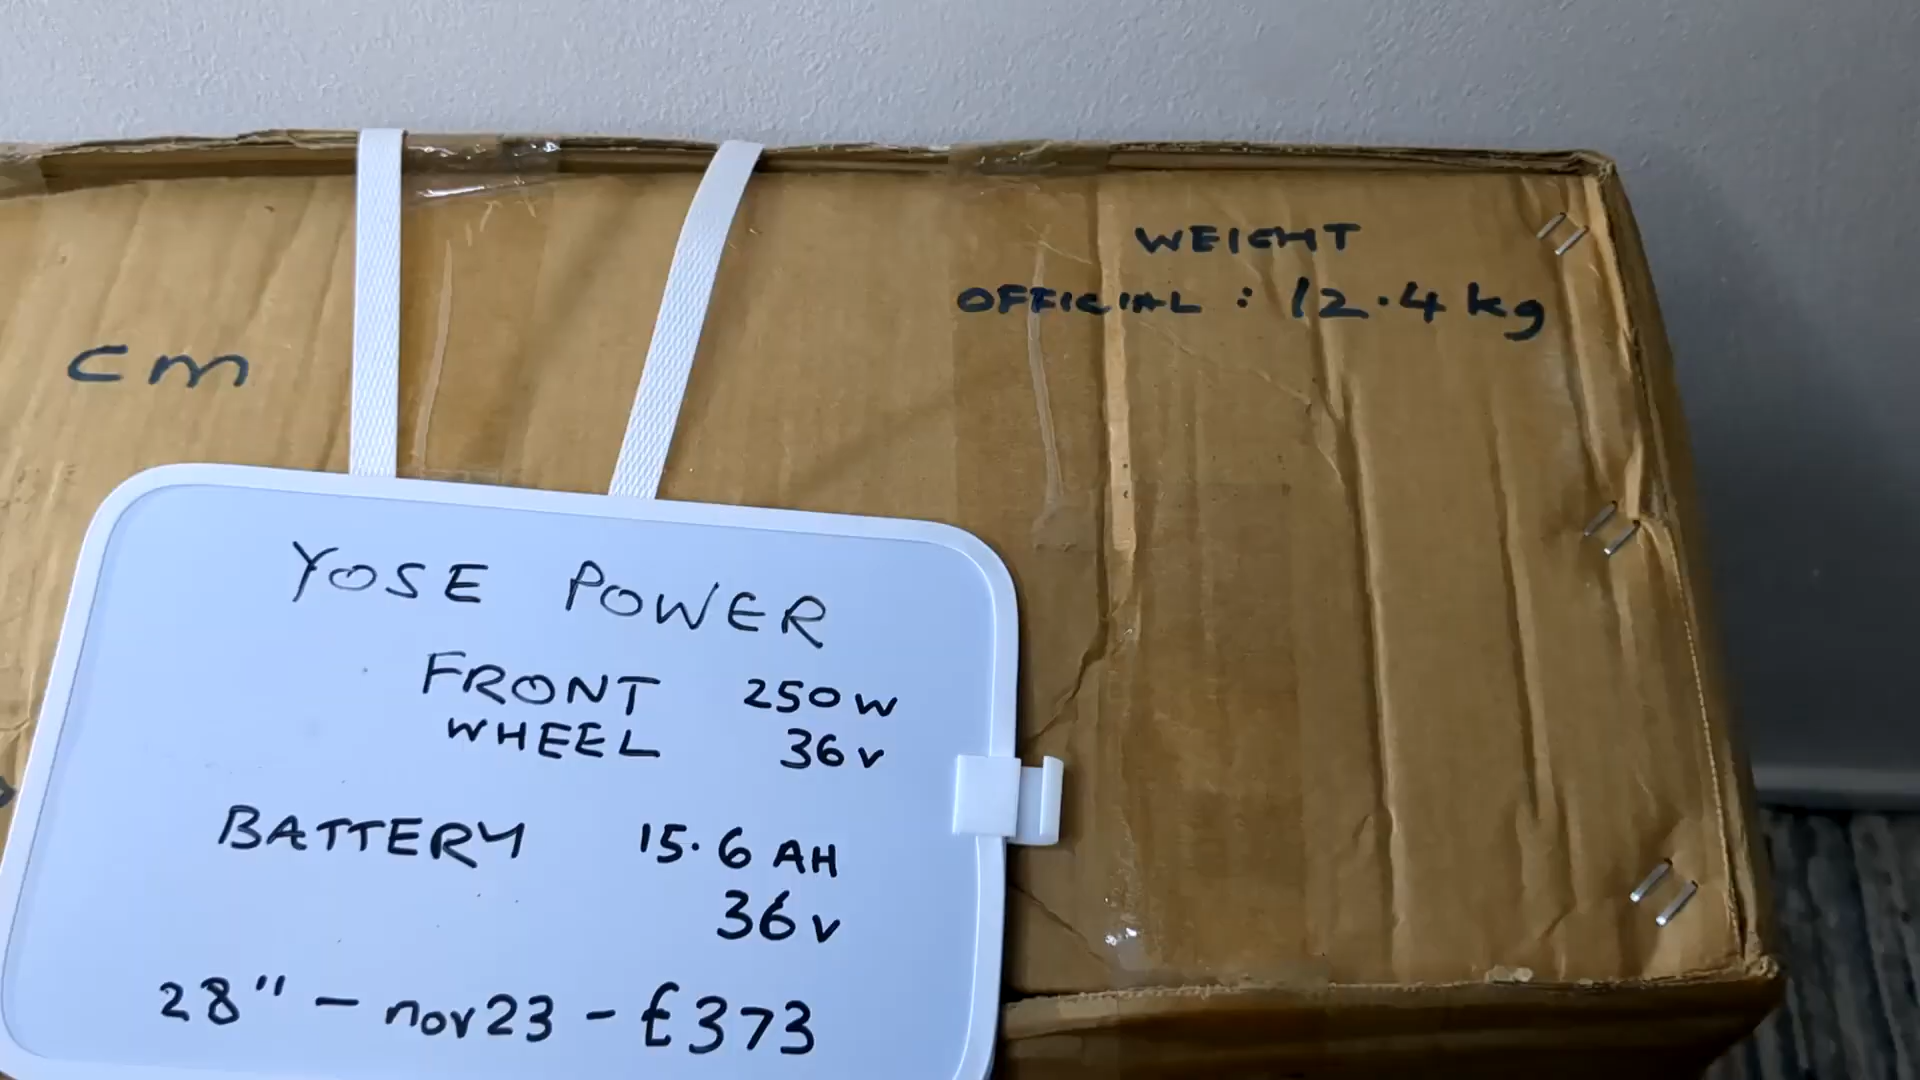 WEIGHT
OFFICIAL : 12.4 kg
cm
YOSE POWER
FRONT 250W
WHEEL 36V
BATTERY 15.6 AH
36V
28" - nov23 - £373